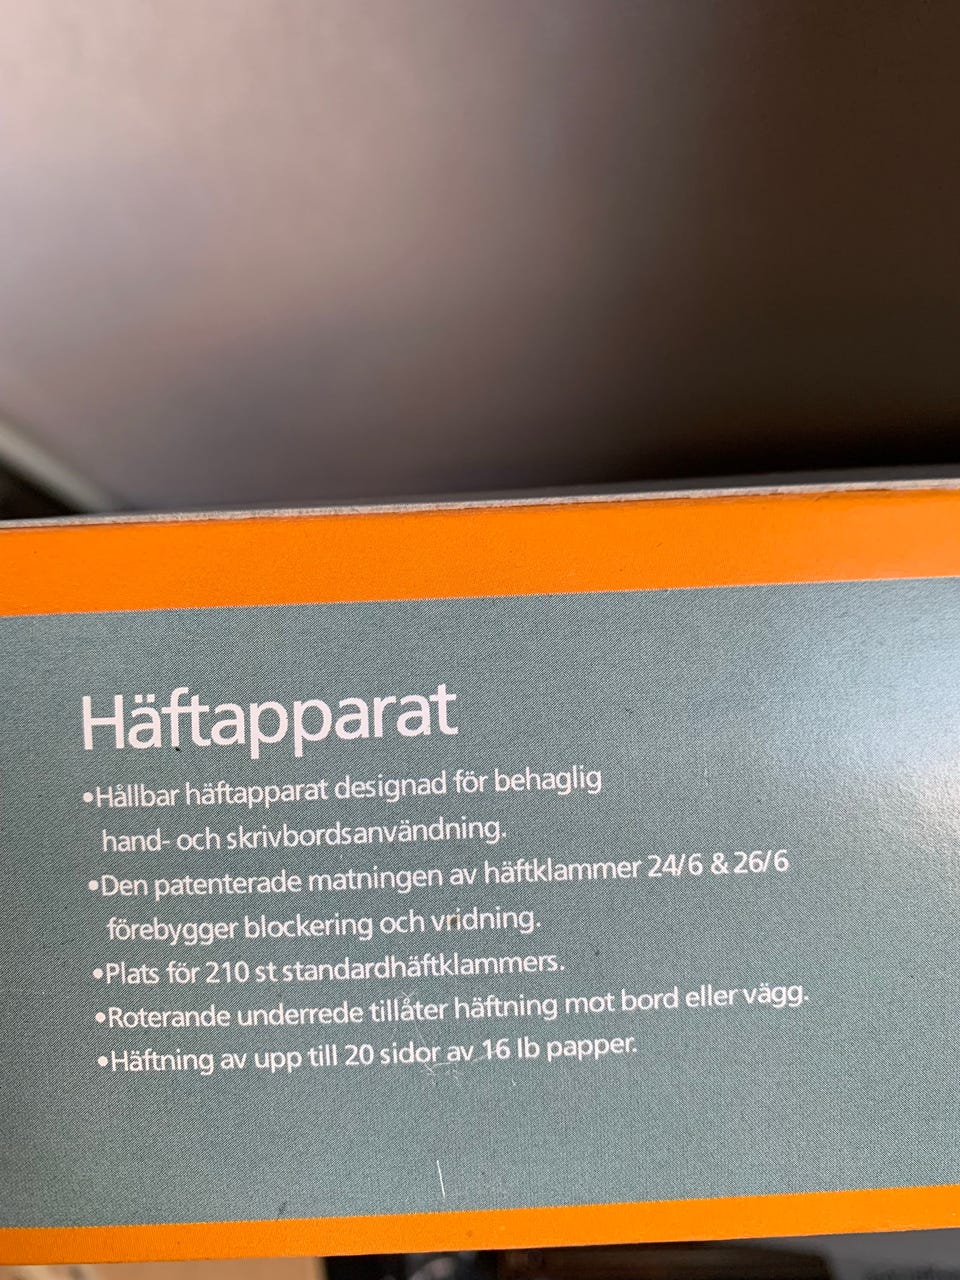 Häftapparat
•Hållbar häftapparat designad för behaglig
hand- och skrivbordsanvändning.
•Den patenterade matningen av häftklammer 24/6 & 26/6
förebygger blockering och vridning.
•Plats för 210 st standardhäftklammers.
•Roterande underrede tillåter häftning mot bord eller vägg.
•Häftning av upp till 20 sidor av 16 lb papper.